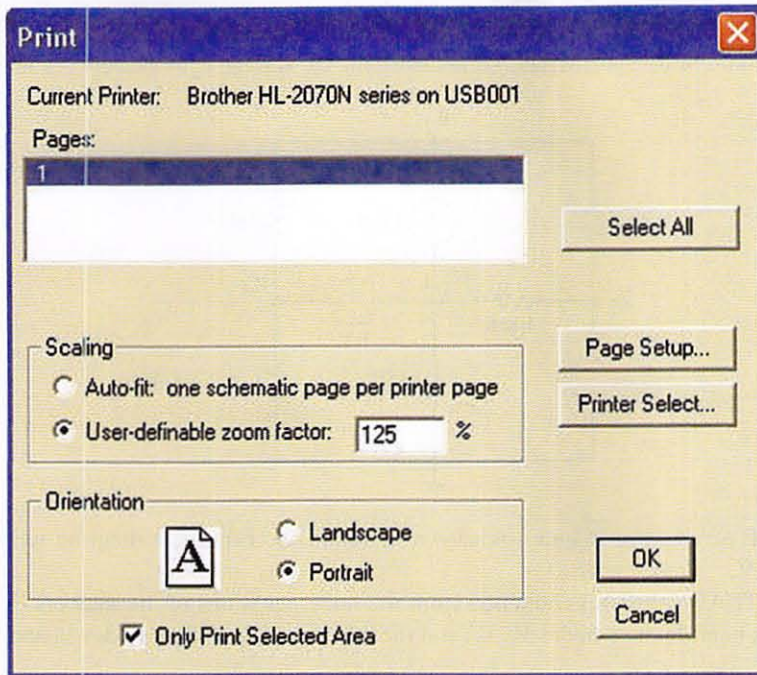 Print
Current Printer: Brother HL-2070N series on USB001
Pages:
1
Select All
Scaling
Auto-fit: one schematic page per printer page
User-definable zoom factor: 125 %
Page Setup...
Printer Select...
Orientation
A
Landscape
Portrait
OK
Cancel
Only Print Selected Area